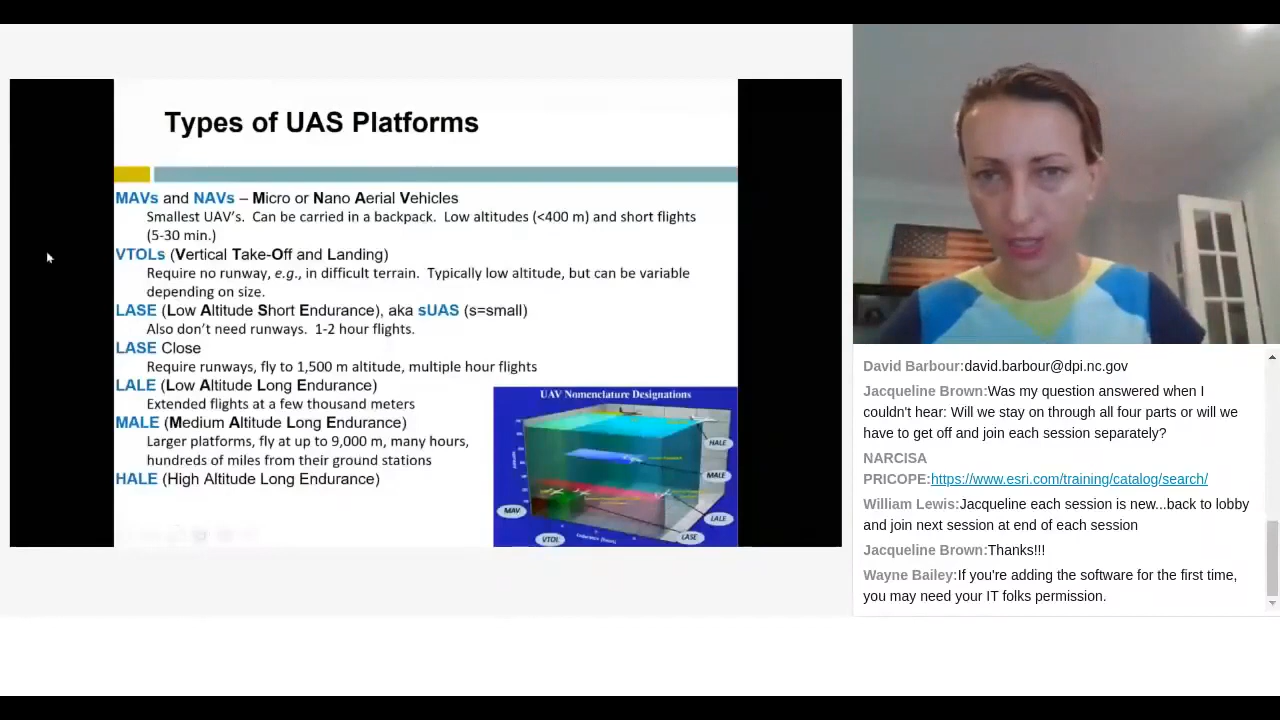 Types of UAS Platforms
MAVs and NAVs – Micro or Nano Aerial Vehicles
Smallest UAV's. Can be carried in a backpack. Low altitudes (<400 m) and short flights
(5-30 min.)
VTOLs (Vertical Take-Off and Landing)
Require no runway, e.g., in difficult terrain. Typically low altitude, but can be variable
depending on size.
LASE (Low Altitude Short Endurance), aka sUAS (s=small)
Also don't need runways. 1-2 hour flights.
LASE Close
Require runways, fly to 1,500 m altitude, multiple hour flights
LALE (Low Altitude Long Endurance)
Extended flights at a few thousand meters
MALE (Medium Altitude Long Endurance)
Larger platforms, fly at up to 9,000 m, many hours,
hundreds of miles from their ground stations
HALE (High Altitude Long Endurance)
UAV Nomenclature Designations
HALE
MALE
MAV
LALE
VTOL
LASE
David Barbour:david.barbour@dpi.nc.gov
Jacqueline Brown:Was my question answered when I
couldn't hear: Will we stay on through all four parts or will we
have to get off and join each session separately?
NARCISA
PRICOPE:https://www.esri.com/training/catalog/search/
William Lewis:Jacqueline each session is new...back to lobby
and join next session at end of each session
Jacqueline Brown:Thanks!!!
Wayne Bailey:If you're adding the software for the first time,
you may need your IT folks permission.